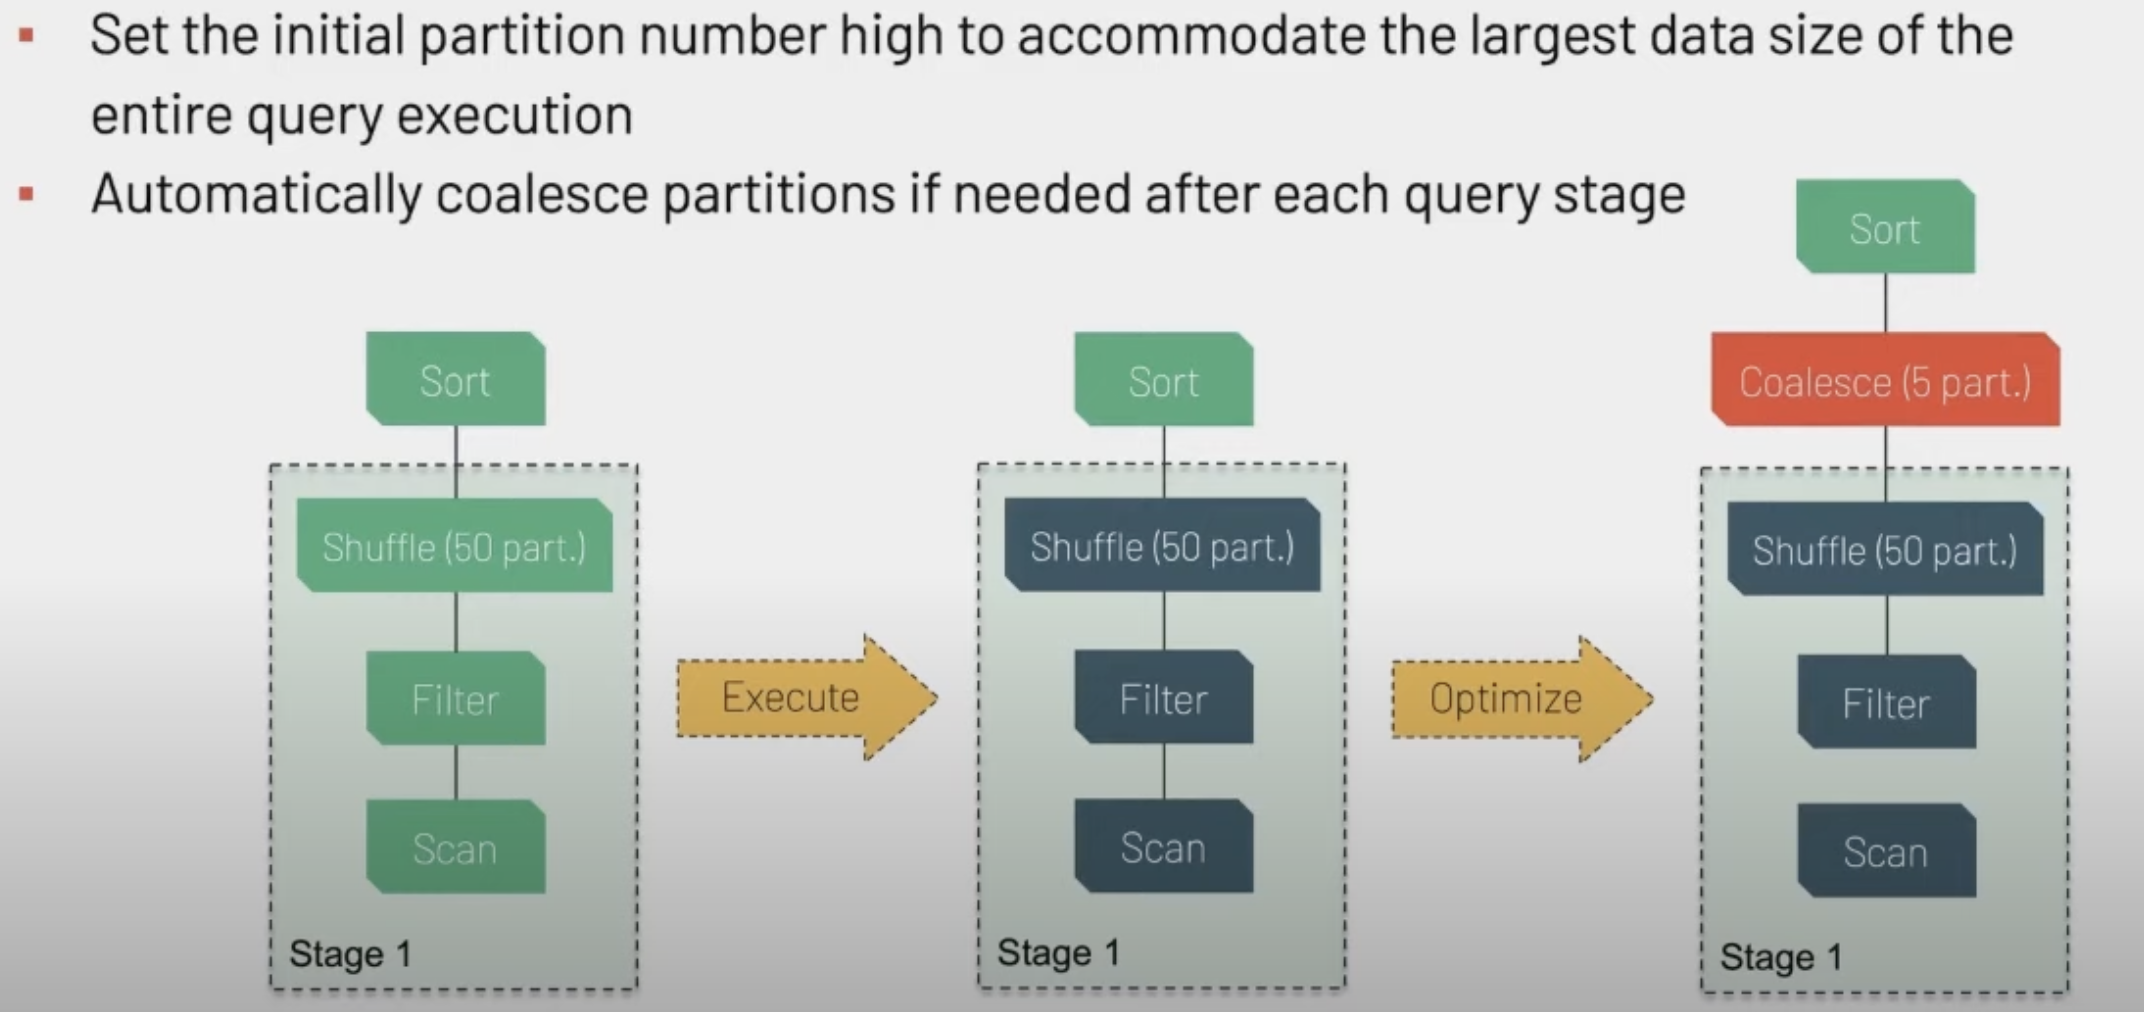 Set the initial partition number high to accommodate the largest data size of the
entire query execution
Automatically coalesce partitions if needed after each query stage
Sort
Shuffle (50 part.)
Filter
Scan
Stage 1
Execute
Sort
Shuffle (50 part.)
Filter
Scan
Stage 1
Optimize
Sort
Coalesce (5 part.)
Shuffle (50 part.)
Filter
Scan
Stage 1